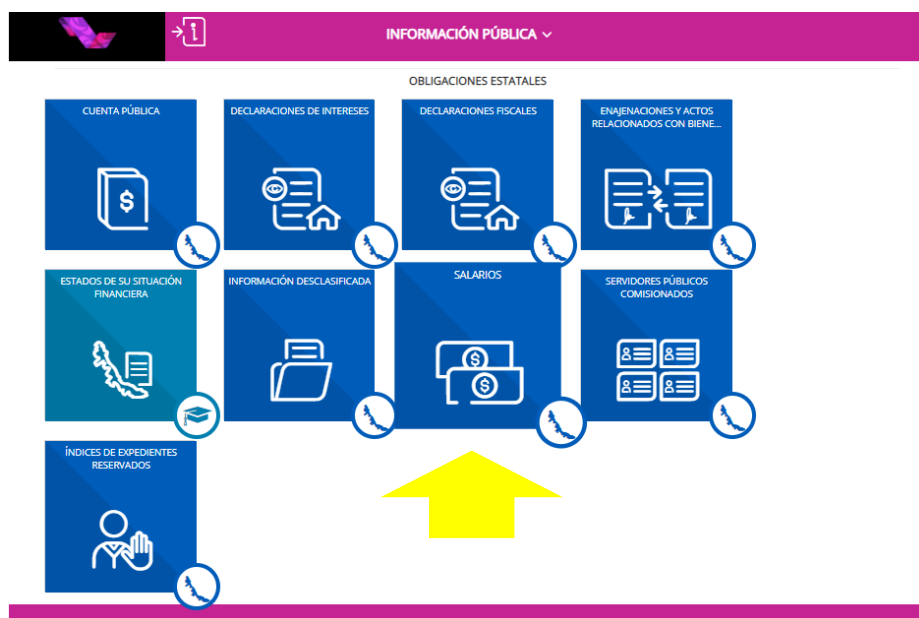 INFORMACIÓN PÚBLICA
OBLIGACIONES ESTATALES
CUENTA PÚBLICA
DECLARACIONES DE INTERESES
DECLARACIONES FISCALES
ENAJENACIONES Y ACTOS
RELACIONADOS CON BIENE...
ESTADOS DE SU SITUACIÓN
FINANCIERA
INFORMACIÓN DESCLASIFICADA
SALARIOS
SERVIDORES PÚBLICOS
COMISIONADOS
ÍNDICES DE EXPEDIENTES
RESERVADOS